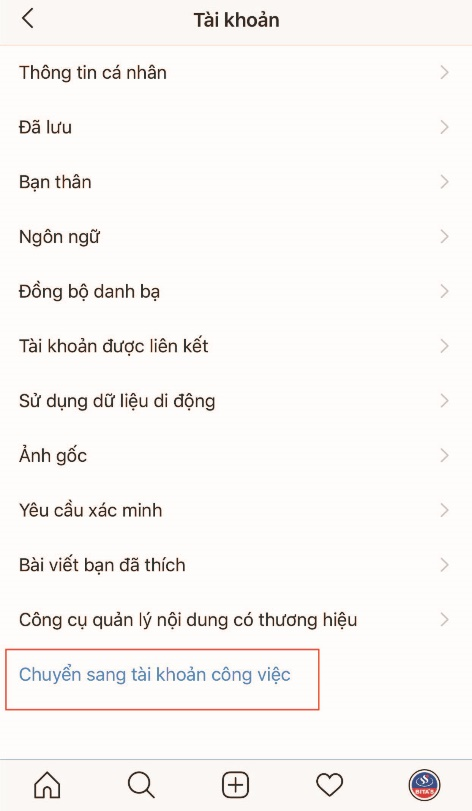 Tài khoản
Thông tin cá nhân
Đã lưu
Bạn thân
Ngôn ngữ
Đồng bộ danh bạ
Tài khoản được liên kết
Sử dụng dữ liệu di động
Ảnh gốc
Yêu cầu xác minh
Bài viết bạn đã thích
Công cụ quản lý nội dung có thương hiệu
Chuyển sang tài khoản công việc
BITA'S